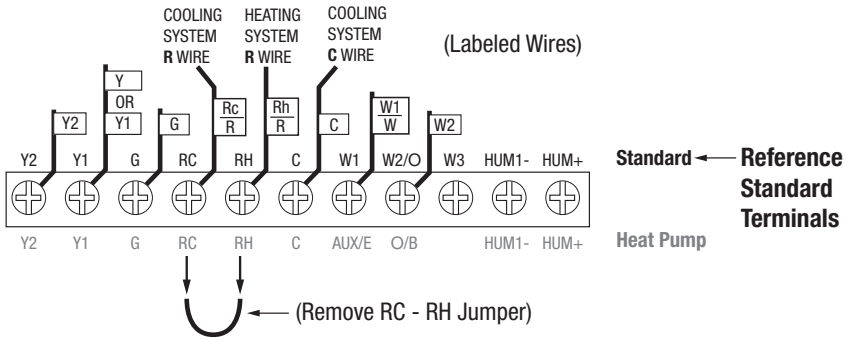 COOLING SYSTEM R WIRE
HEATING SYSTEM R WIRE
COOLING SYSTEM C WIRE
(Labeled Wires)
Y
OR
Y1
Y2
G
Rc
R
Rh
R
C
W1
W
W2
Y2 Y1 G RC RH C W1 W2/O W3 HUM1- HUM+
Standard
Reference
Standard
Terminals
Y2 Y1 G RC RH C AUX/E O/B HUM1- HUM+
Heat Pump
(Remove RC - RH Jumper)